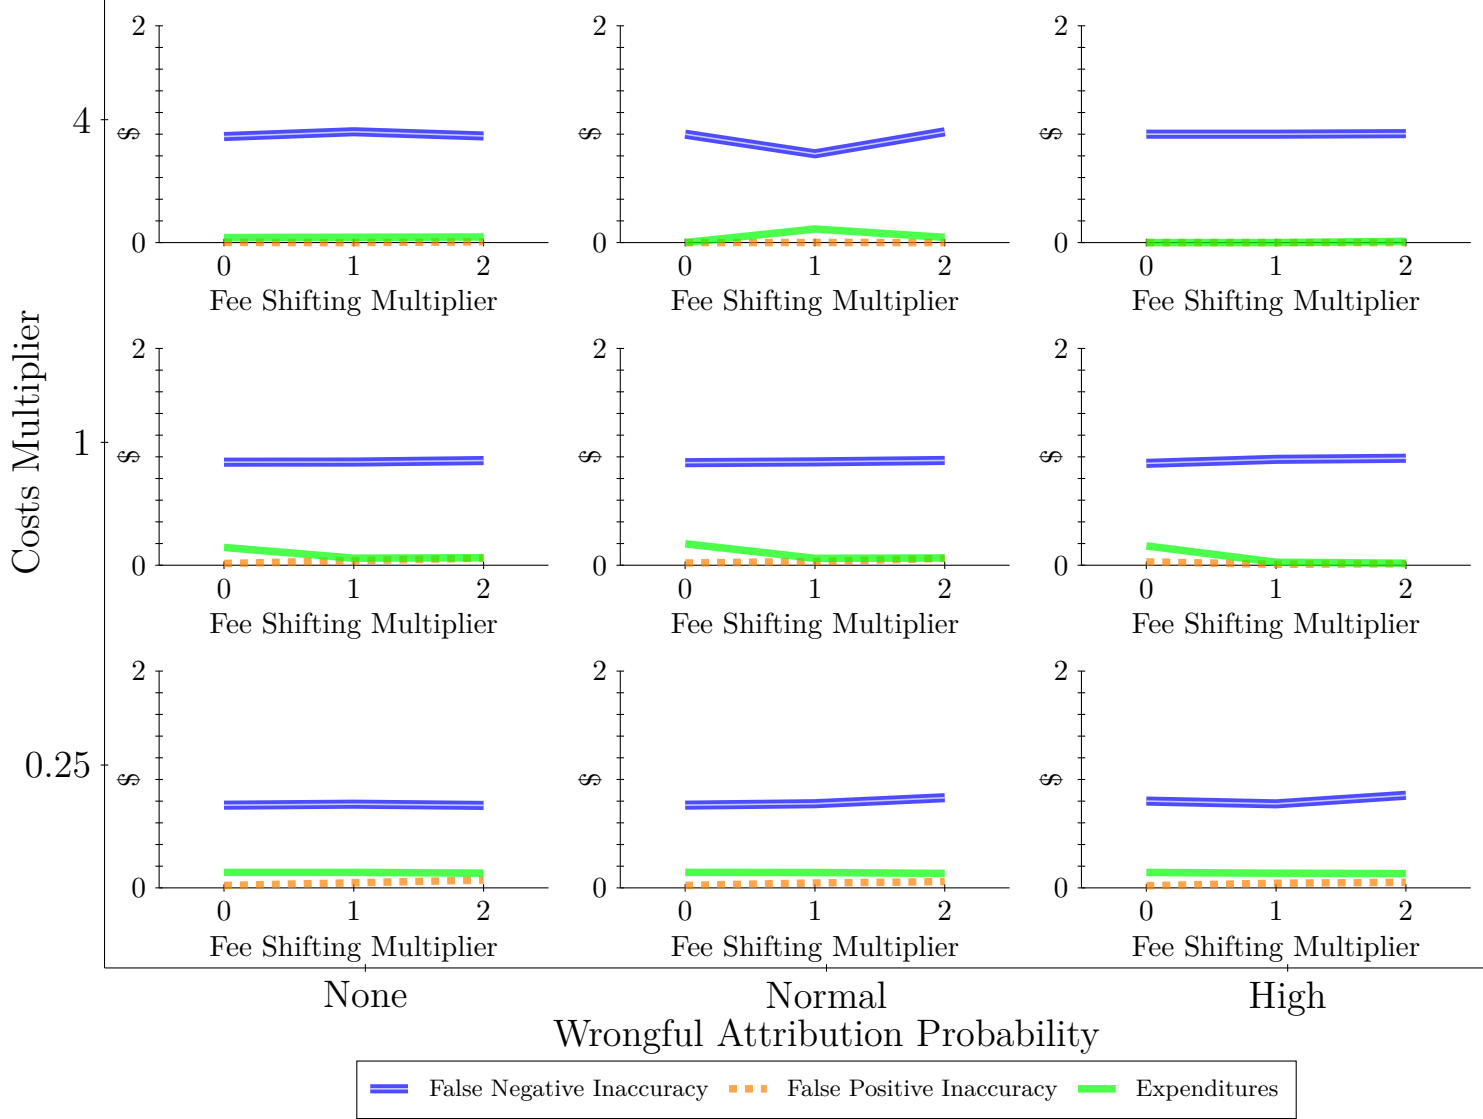 Costs Multiplier
4
2
$
0
0 1 2
Fee Shifting Multiplier
2
$
0
0 1 2
Fee Shifting Multiplier
2
$
0
0 1 2
Fee Shifting Multiplier
1
2
$
0
0 1 2
Fee Shifting Multiplier
2
$
0
0 1 2
Fee Shifting Multiplier
2
$
0
0 1 2
Fee Shifting Multiplier
0.25
2
$
0
0 1 2
Fee Shifting Multiplier
2
$
0
0 1 2
Fee Shifting Multiplier
2
$
0
0 1 2
Fee Shifting Multiplier
None Normal High
Wrongful Attribution Probability
False Negative Inaccuracy False Positive Inaccuracy Expenditures